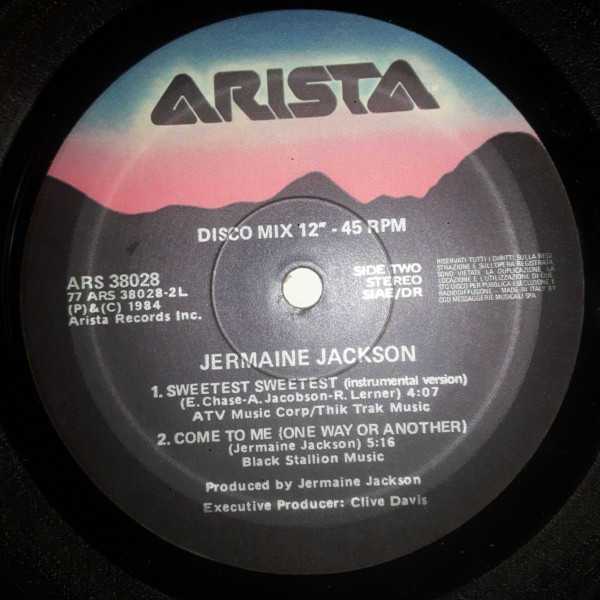 ARISTA
DISCO MIX 12" - 45 RPM
ARS 38028
77 ARS 38028-2L
(P)&(C) 1984
Arista Records Inc.
SIDE TWO
STEREO
SIAE/DR
RISERVATI TUTTI I DIRITTI SULLA REGI
STRAZIONE E SULL'OPERA REGISTRATA.
SONO VIETATE LA DUPLICAZIONE LA
LOCAZIONE E L'UTILIZZAZIONE DI QUE
STO DISCO PER PUBBLICA ESECUZIONE E
RADIODIFFUSIONE - MADE IN ITALY BY
CGD MESSAGGERIE MUSICALI SPA
JERMAINE JACKSON
1. SWEETEST SWEETEST (instrumental version)
(E. Chase-A. Jacobson-R. Lerner) 4:07
ATV Music Corp/Thik Trak Music
2. COME TO ME (ONE WAY OR ANOTHER)
(Jermaine Jackson) 5:16
Black Stallion Music
Produced by Jermaine Jackson
Executive Producer: Clive Davis